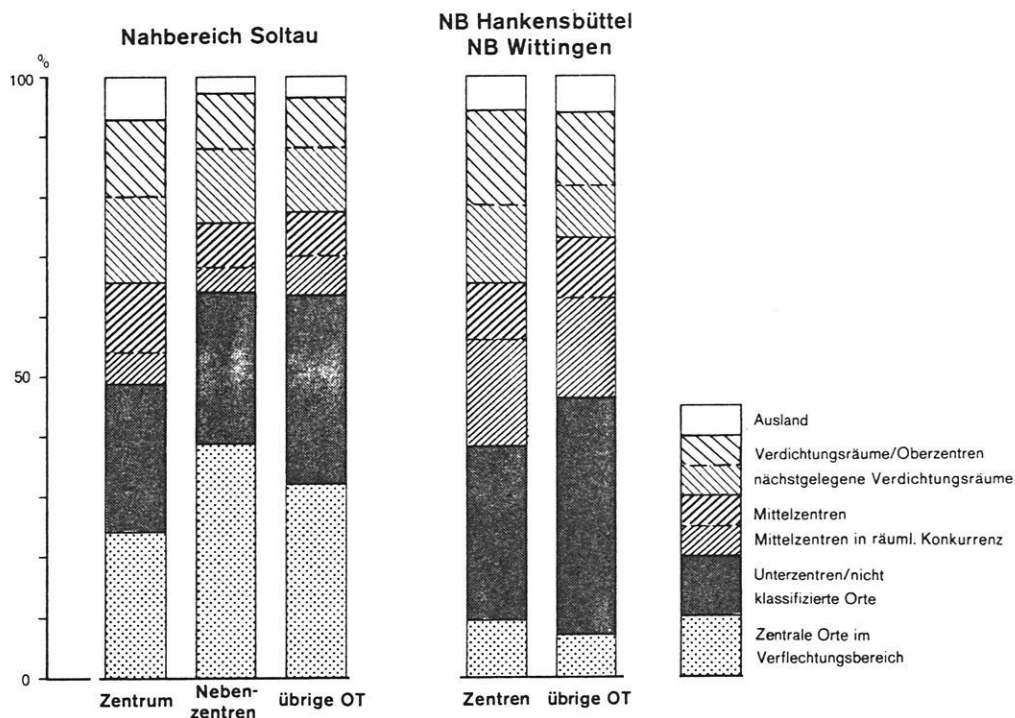 Nahbereich Soltau
NB Hankensbüttel
NB Wittingen
%
100
50
0
Zentrum
Neben-
zentren
übrige OT
Zentren
übrige OT
Ausland
Verdichtungsräume/Oberzentren
nächstgelegene Verdichtungsräume
Mittelzentren
Mittelzentren in räuml. Konkurrenz
Unterzentren/nicht
klassifizierte Orte
Zentrale Orte im
Verflechtungsbereich